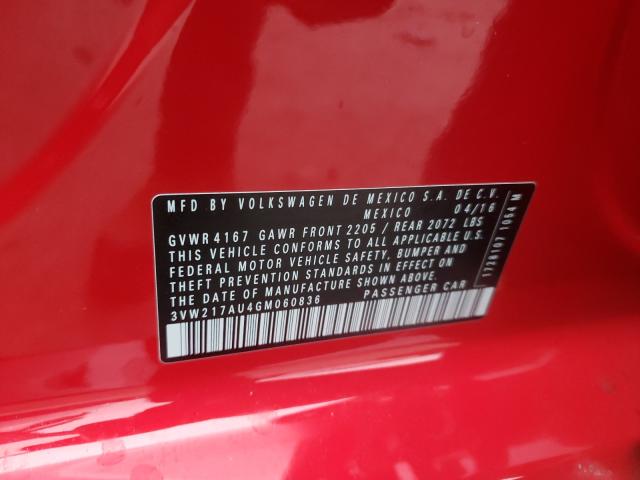 MFD BY VOLKSWAGEN DE MEXICO S.A. DE C.V.
MEXICO 04/16
GVWR 4167 GAWR FRONT 2205 / REAR 2072 LBS
THIS VEHICLE CONFORMS TO ALL APPLICABLE U.S.
FEDERAL MOTOR VEHICLE SAFETY, BUMPER AND
THEFT PREVENTION STANDARDS IN EFFECT ON
THE DATE OF MANUFACTURE SHOWN ABOVE.
3VW217AU4GM060836 PASSENGER CAR
1726107 1054 M